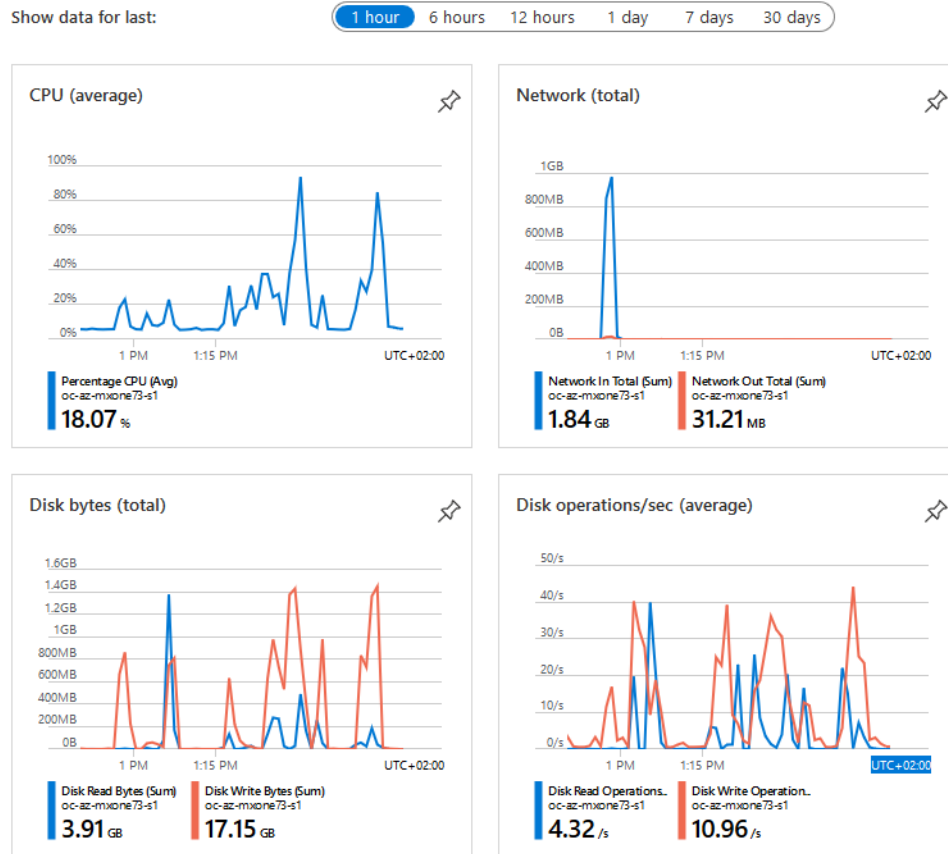 Show data for last:
1 hour 6 hours 12 hours 1 day 7 days 30 days
CPU (average)
100%
80%
60%
40%
20%
0%
1 PM 1:15 PM UTC+02:00
Percentage CPU (Avg)
oc-az-mxone73-s1
18.07 %
Network (total)
1GB
800MB
600MB
400MB
200MB
0B
1 PM 1:15 PM UTC+02:00
Network In Total (Sum)
oc-az-mxone73-s1
1.84 GB
Network Out Total (Sum)
oc-az-mxone73-s1
31.21 MB
Disk bytes (total)
1.6GB
1.4GB
1.2GB
1GB
800MB
600MB
400MB
200MB
0B
1 PM 1:15 PM UTC+02:00
Disk Read Bytes (Sum)
oc-az-mxone73-s1
3.91 GB
Disk Write Bytes (Sum)
oc-az-mxone73-s1
17.15 GB
Disk operations/sec (average)
50/s
40/s
30/s
20/s
10/s
0/s
1 PM 1:15 PM UTC+02:00
Disk Read Operations..
oc-az-mxone73-s1
4.32 /s
Disk Write Operation..
oc-az-mxone73-s1
10.96 /s